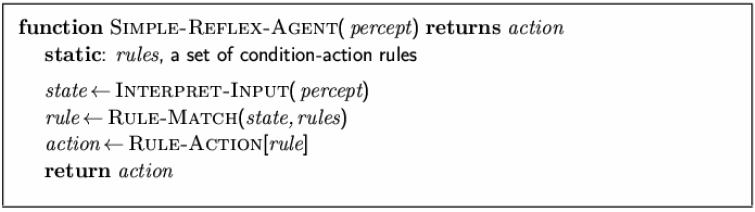 function SIMPLE-REFLEX-AGENT( percept) returns action
static: rules, a set of condition-action rules
state ← INTERPRET-INPUT( percept)
rule ← RULE-MATCH(state, rules)
action ← RULE-ACTION[rule]
return action